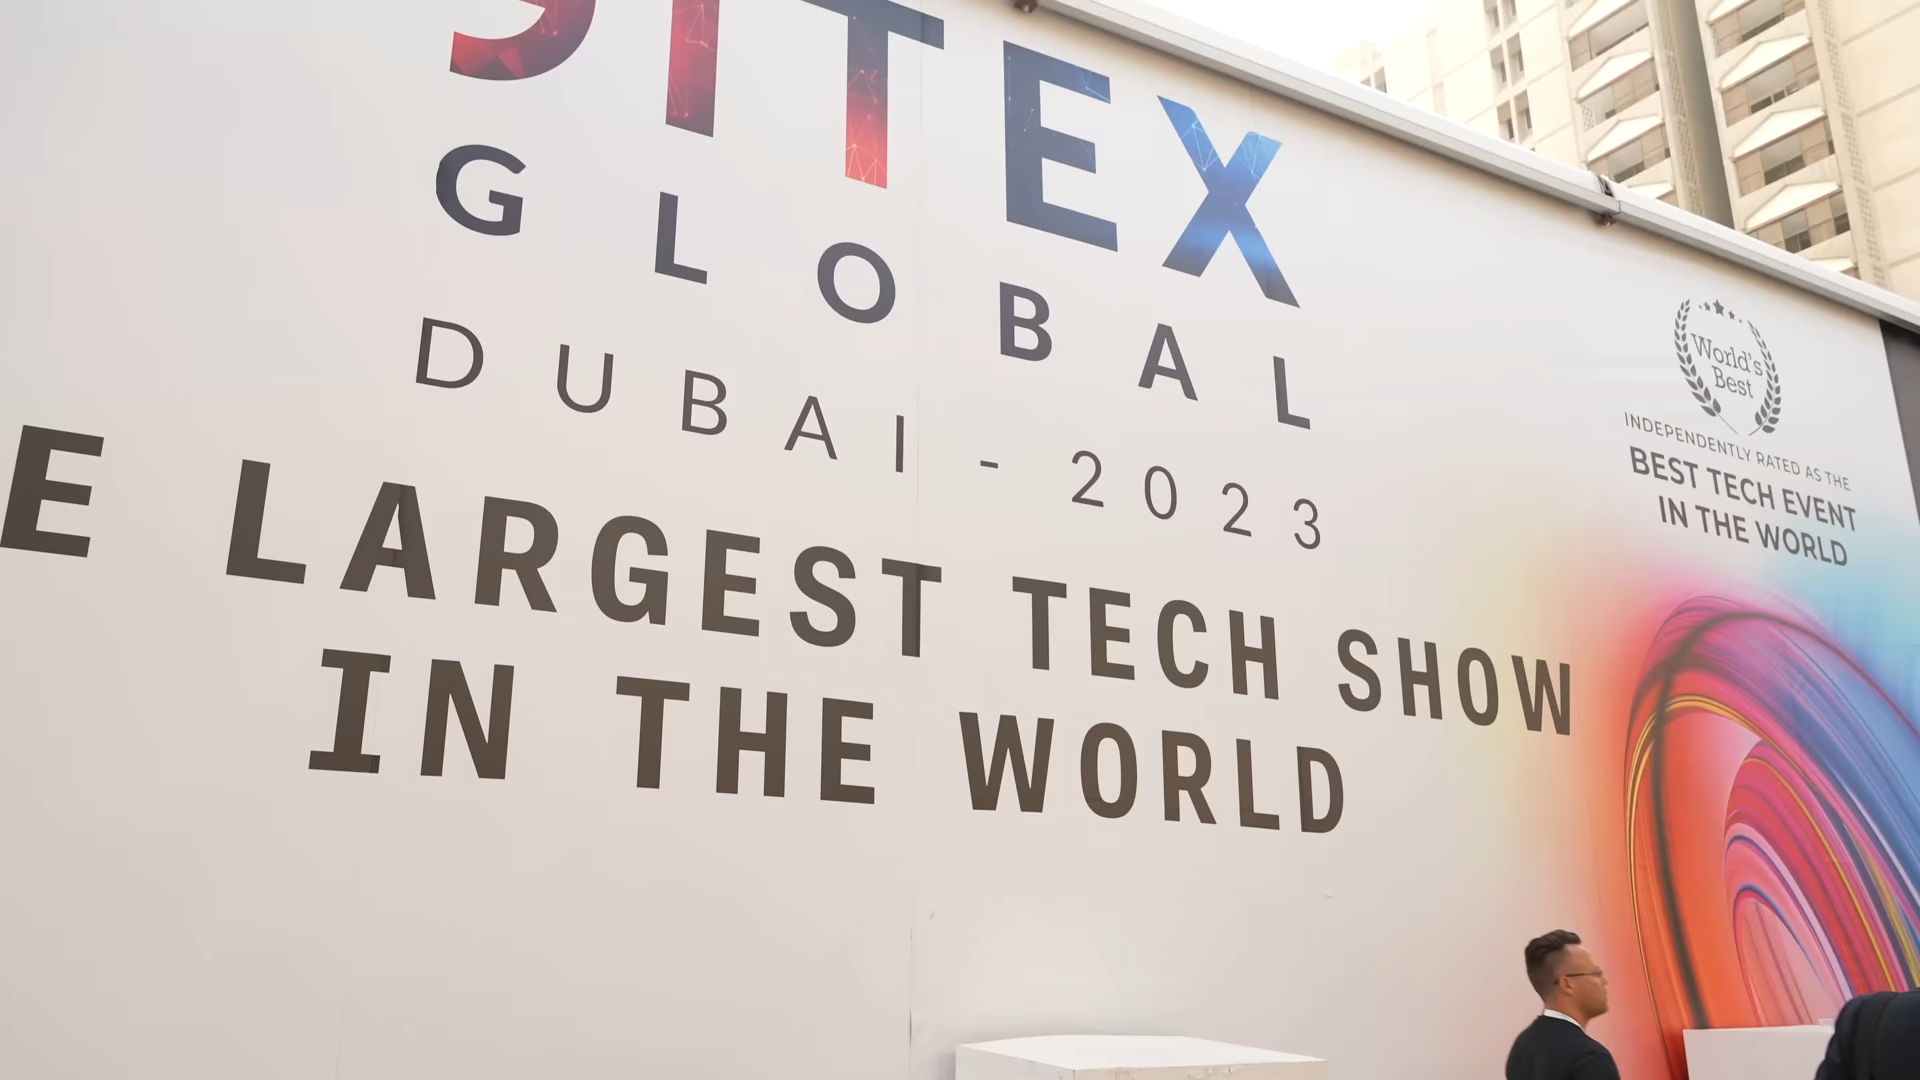 GITEX
GLOBAL
DUBAI - 2023
E LARGEST TECH SHOW
IN THE WORLD
World's
Best
INDEPENDENTLY RATED AS THE
BEST TECH EVENT
IN THE WORLD